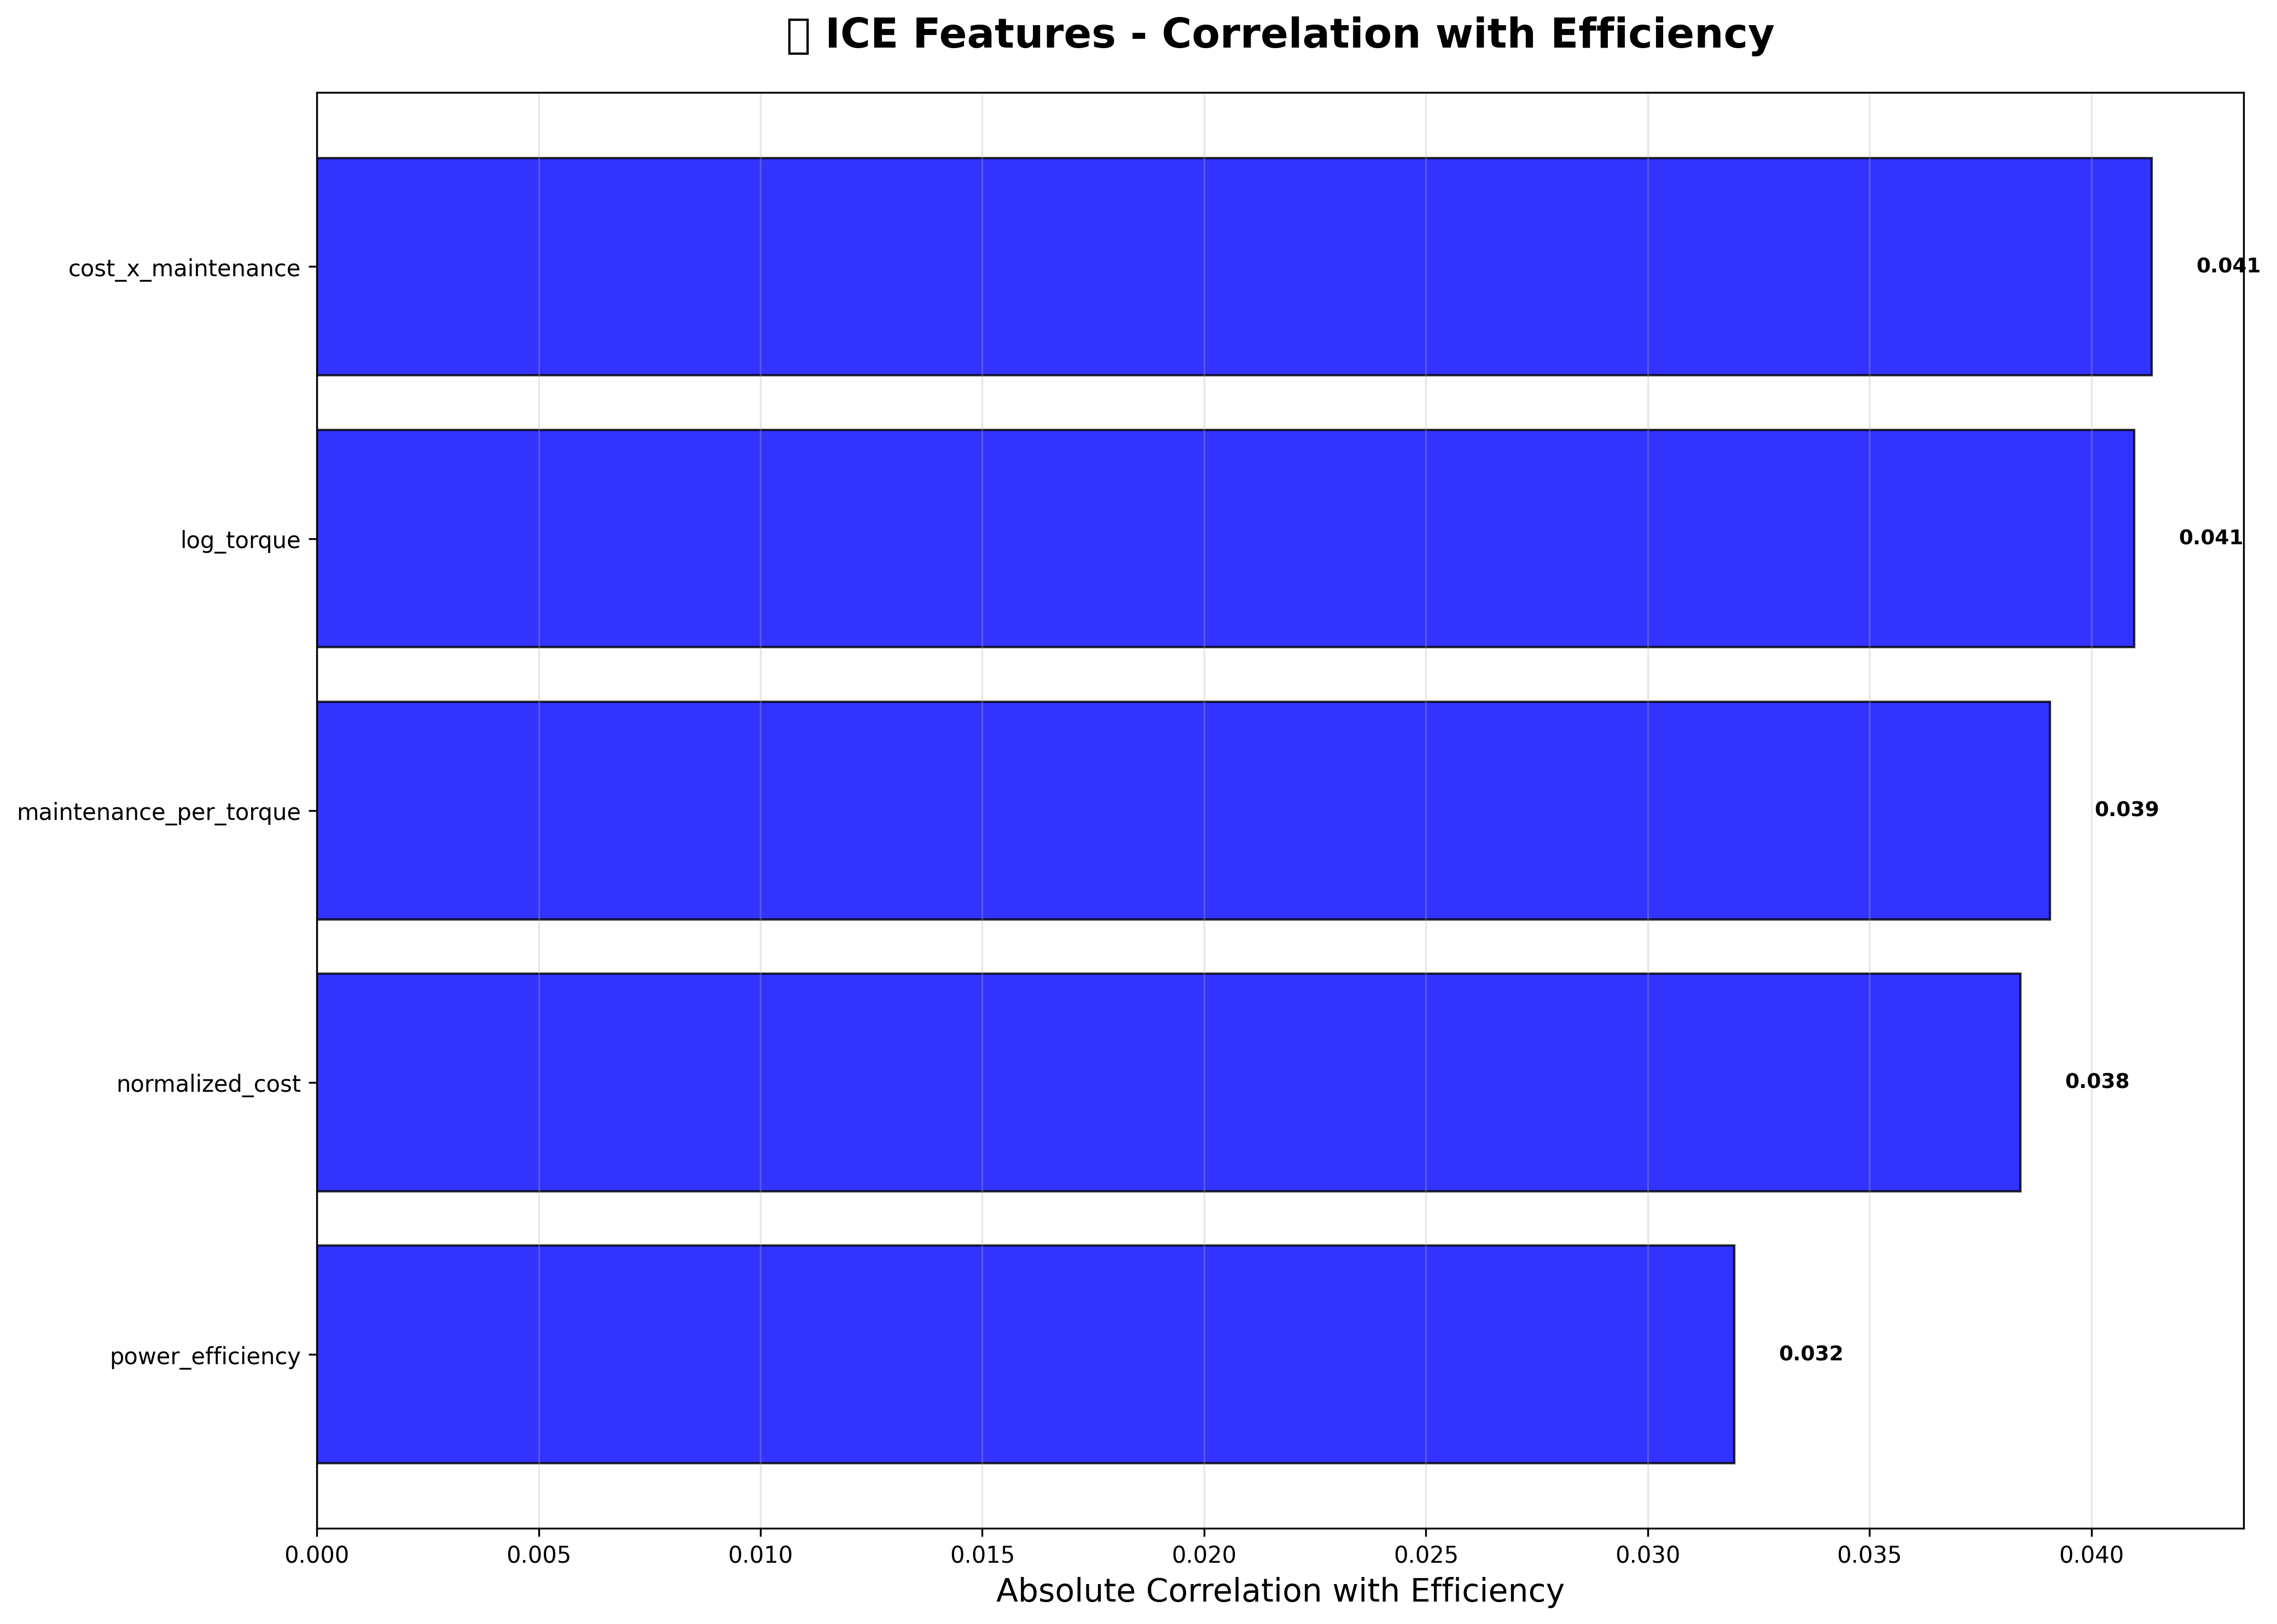 ICE Features - Correlation with Efficiency
cost_x_maintenance
0.041
log_torque
0.041
maintenance_per_torque
0.039
normalized_cost
0.038
power_efficiency
0.032
0.000 0.005 0.010 0.015 0.020 0.025 0.030 0.035 0.040
Absolute Correlation with Efficiency